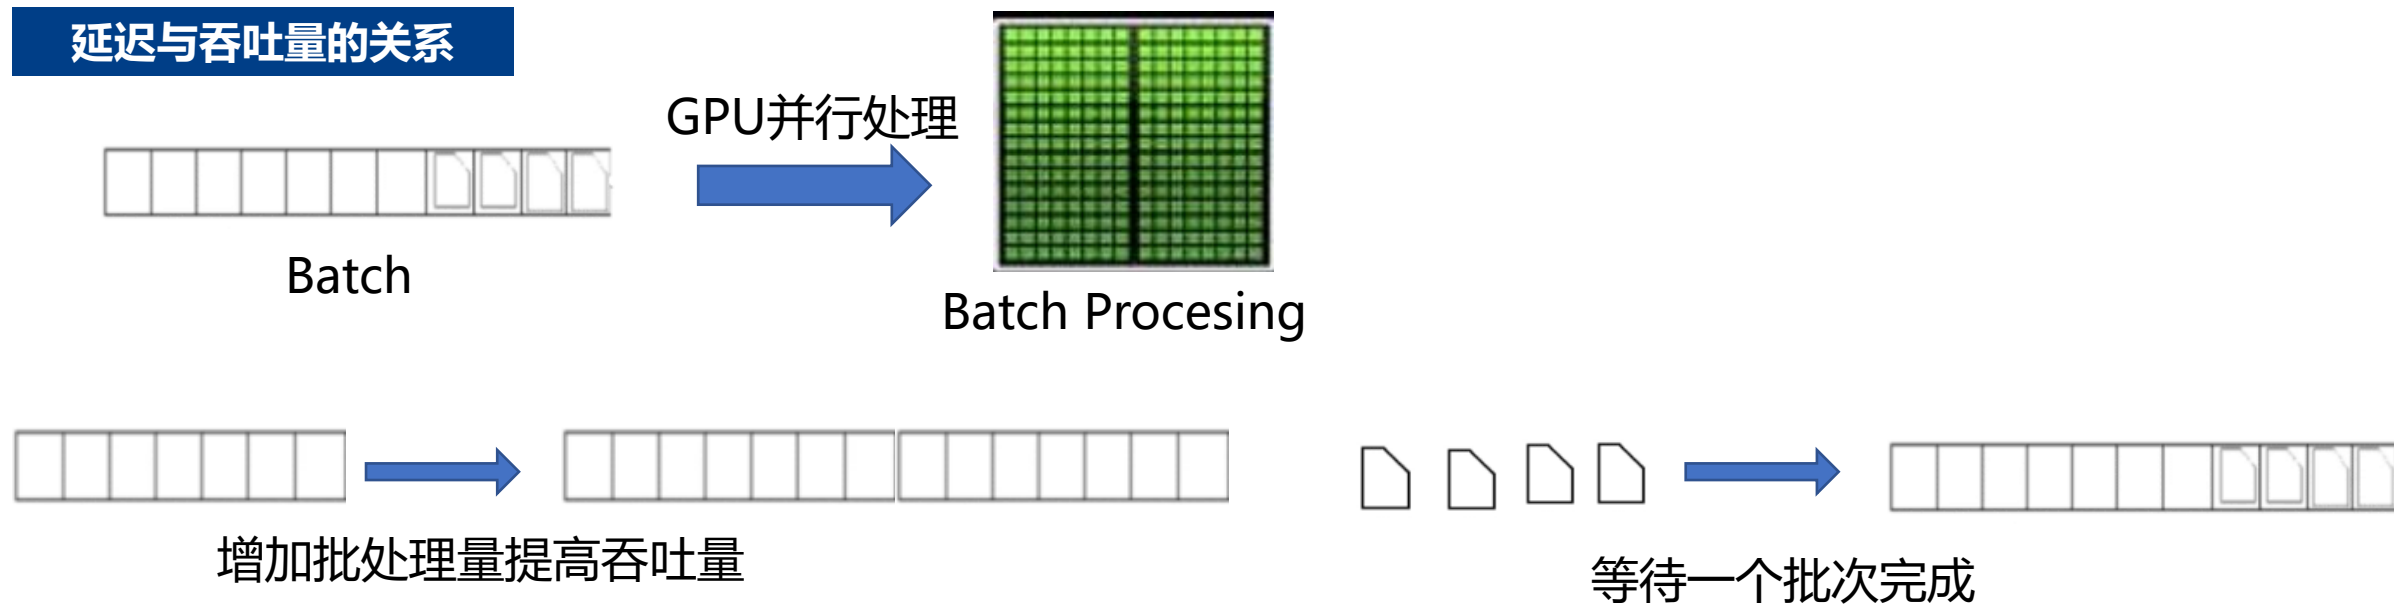 延迟与吞吐量的关系
GPU并行处理
Batch
Batch Procesing
增加批处理量提高吞吐量
等待一个批次完成